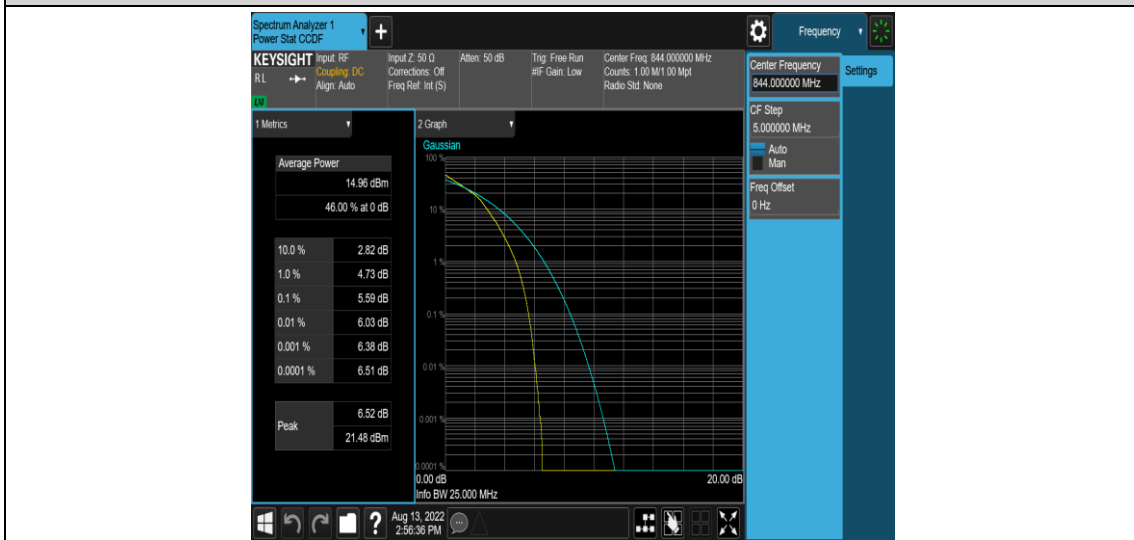 Spectrum Analyzer 1
Power Stat CCDF
+
Frequency
KEYSIGHT
RL
LXI
Input: RF
Coupling: DC
Align: Auto
Input Z: 50 Ω
Corrections: Off
Freq Ref: Int (S)
Atten: 50 dB
Trig: Free Run
#IF Gain: Low
Center Freq: 844.000000 MHz
Counts: 1.00 M/1.00 Mpt
Radio Std: None
Center Frequency
844.000000 MHz
Settings
CF Step
5.000000 MHz
Auto
Man
Freq Offset
0 Hz
1 Metrics
Average Power
14.96 dBm
46.00 % at 0 dB
10.0 % 2.82 dB
1.0 % 4.73 dB
0.1 % 5.59 dB
0.01 % 6.03 dB
0.001 % 6.38 dB
0.0001 % 6.51 dB
Peak 6.52 dB
21.48 dBm
2 Graph
Gaussian
100 %
10 %
1 %
0.1 %
0.01 %
0.001 %
0.0001 %
0.00 dB 20.00 dB
Info BW 25.000 MHz
?
Aug 13, 2022
2:56:36 PM